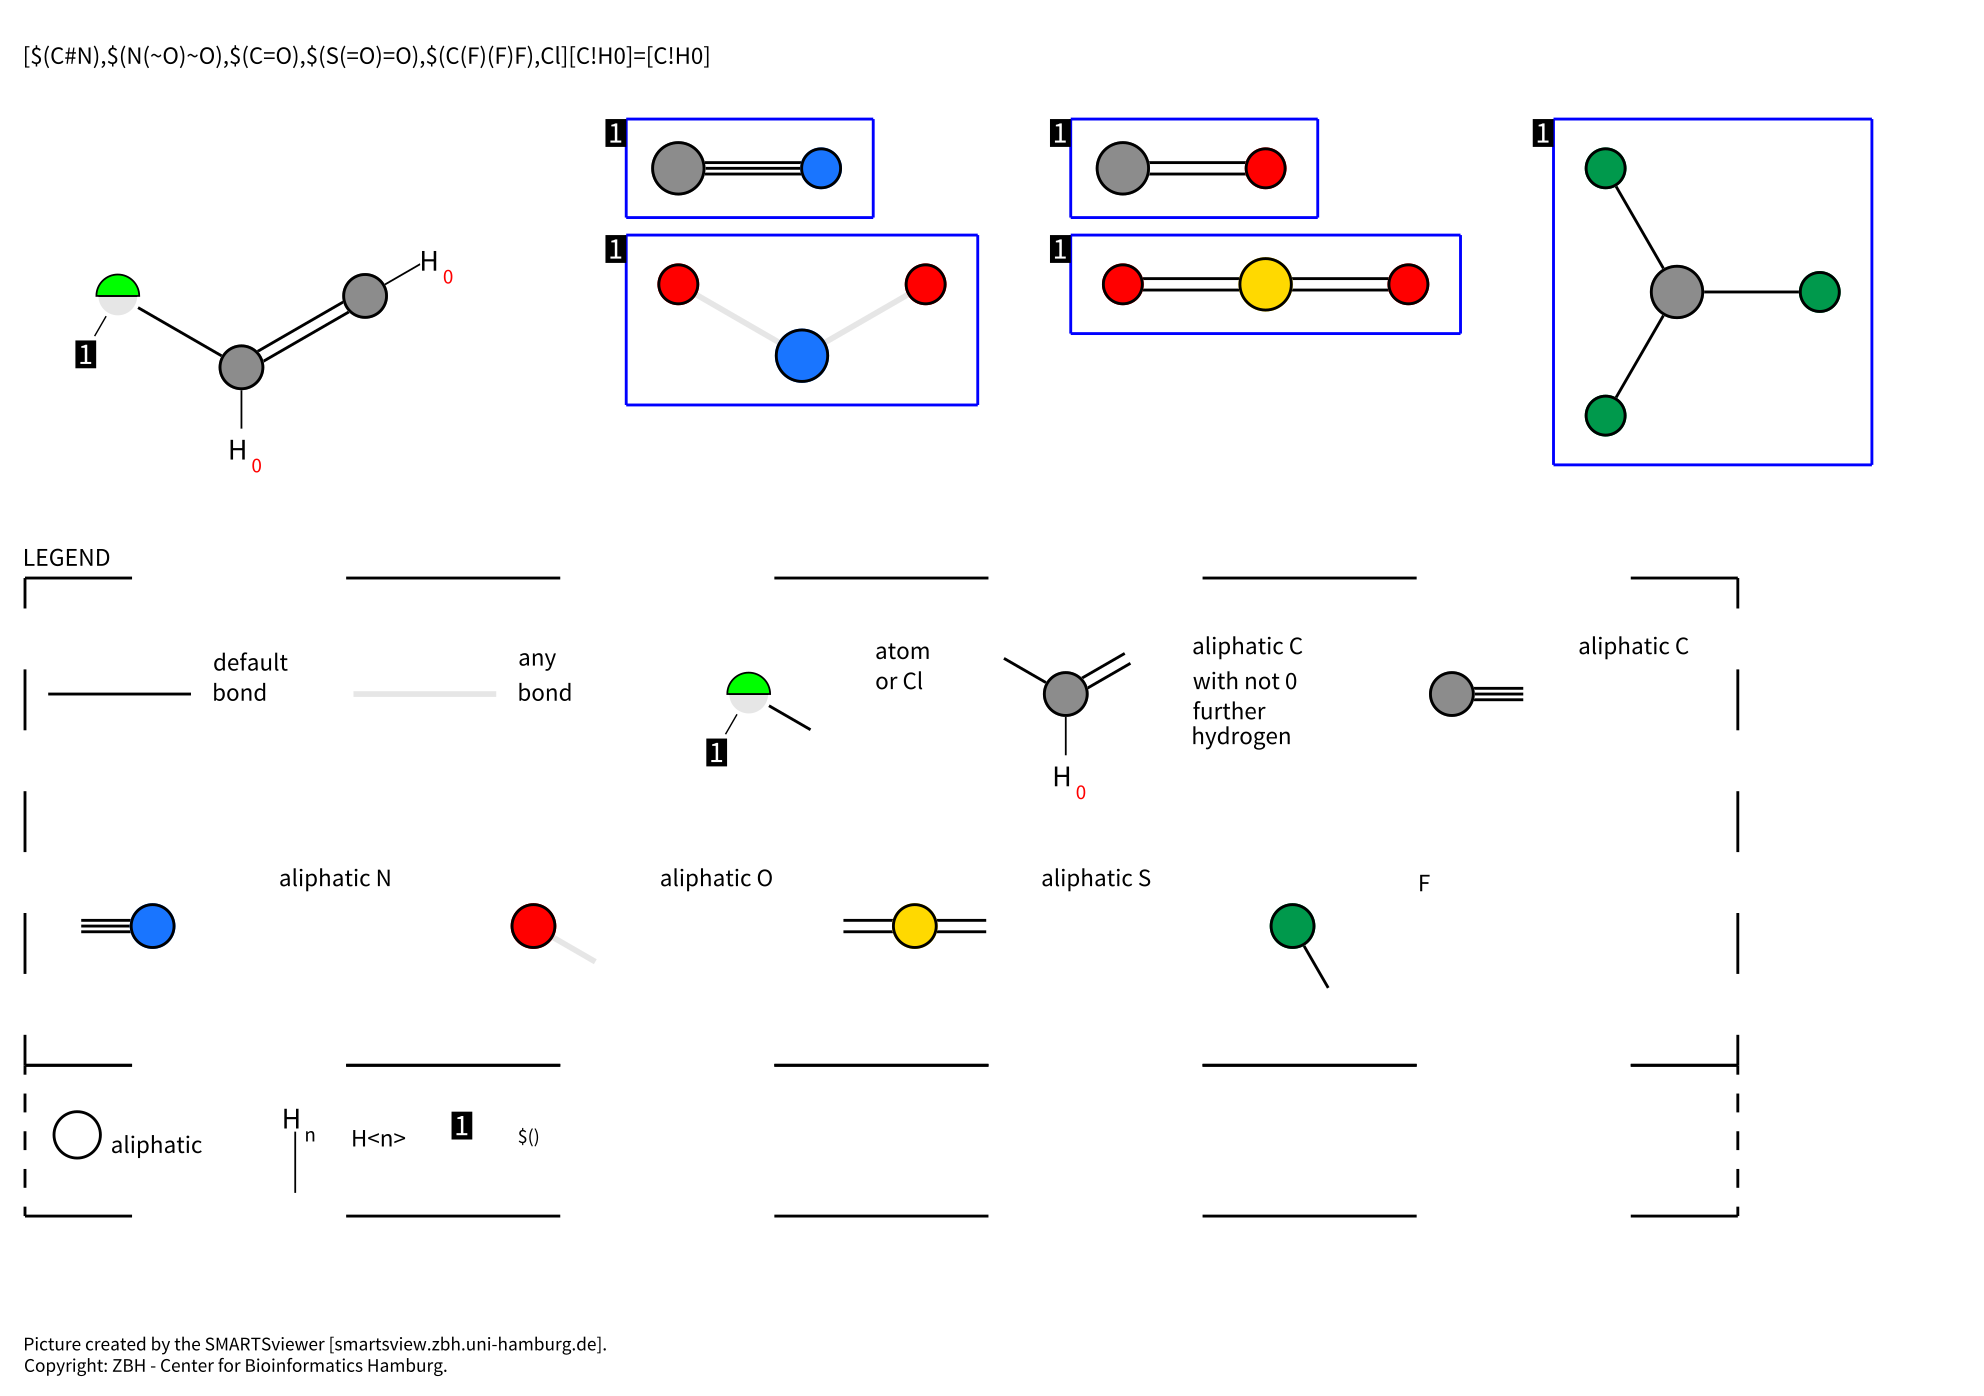 [$(C#N),$(N(~O)~O),$(C=O),$(S(=O)=O),$(C(F)(F)F),Cl][C!H0]=[C!H0]
1
1
1
H 0
1
1
1
H 0
LEGEND
default
bond
any
bond
1
atom
or Cl
H 0
aliphatic C
with not 0
further
hydrogen
aliphatic C
aliphatic N
aliphatic O
aliphatic S
F
aliphatic
H n
H<n>
1
$()
Picture created by the SMARTSviewer [smartsview.zbh.uni-hamburg.de].
Copyright: ZBH - Center for Bioinformatics Hamburg.